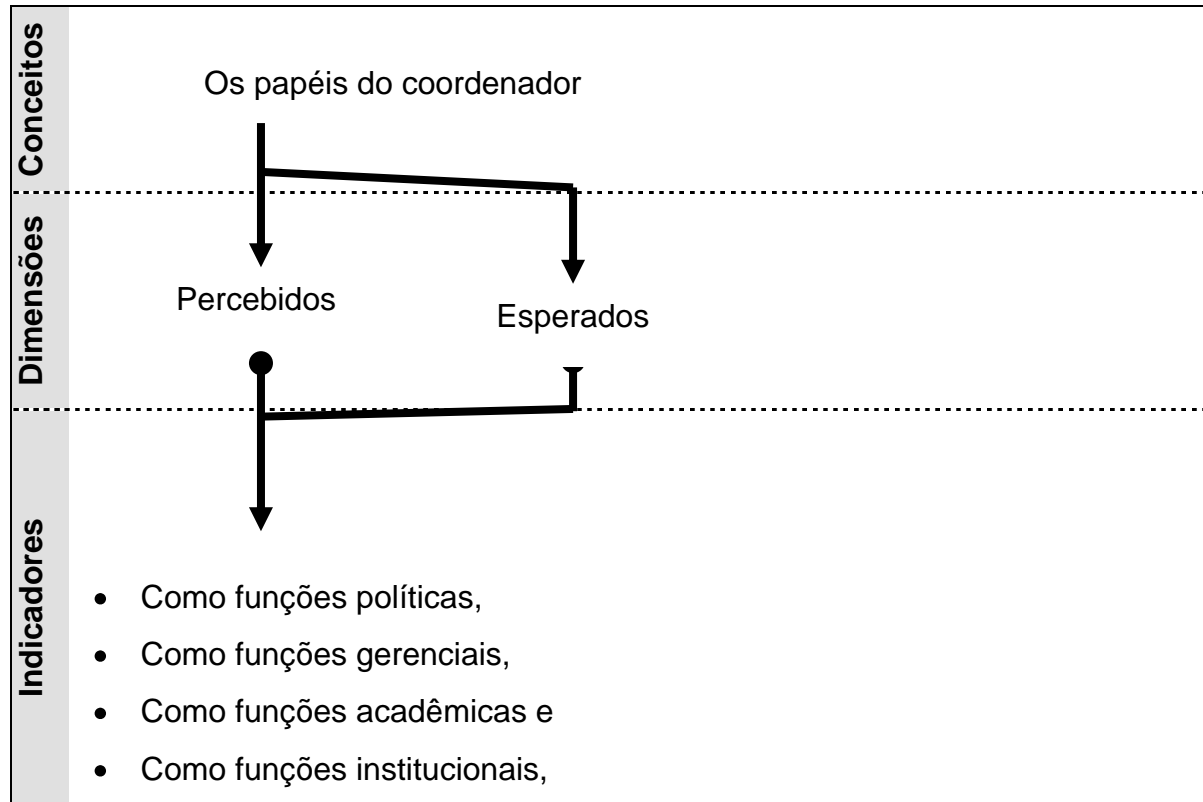 Conceitos
Os papéis do coordenador
Dimensões
Percebidos
Esperados
Indicadores
• Como funções políticas,
• Como funções gerenciais,
• Como funções acadêmicas e
• Como funções institucionais,